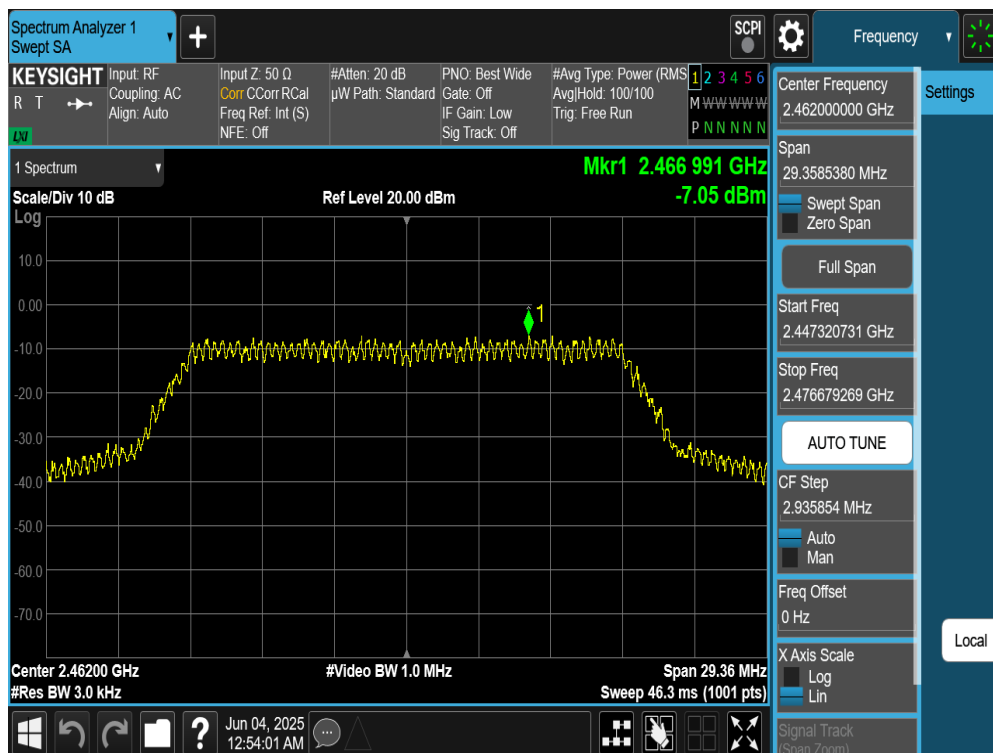 Spectrum Analyzer 1
Swept SA
+
SCPI
Frequency
KEYSIGHT
R T
LXI
Input: RF
Coupling: AC
Align: Auto
Input Z: 50 Ω
Corr CCorr RCal
Freq Ref: Int (S)
NFE: Off
#Atten: 20 dB
µW Path: Standard
PNO: Best Wide
Gate: Off
IF Gain: Low
Sig Track: Off
#Avg Type: Power (RMS
Avg|Hold: 100/100
Trig: Free Run
1 2 3 4 5 6
M W W W W W
P N N N N N
1 Spectrum
Mkr1 2.466 991 GHz
-7.05 dBm
Scale/Div 10 dB
Ref Level 20.00 dBm
Log
10.0
0.00
-10.0
-20.0
-30.0
-40.0
-50.0
-60.0
-70.0
1
Center 2.46200 GHz
#Video BW 1.0 MHz
Span 29.36 MHz
#Res BW 3.0 kHz
Sweep 46.3 ms (1001 pts)
Center Frequency
2.462000000 GHz
Span
29.3585380 MHz
Swept Span
Zero Span
Full Span
Start Freq
2.447320731 GHz
Stop Freq
2.476679269 GHz
AUTO TUNE
CF Step
2.935854 MHz
Auto
Man
Freq Offset
0 Hz
X Axis Scale
Log
Lin
Signal Track
(Span Zoom)
Settings
Local
?
Jun 04, 2025
12:54:01 AM